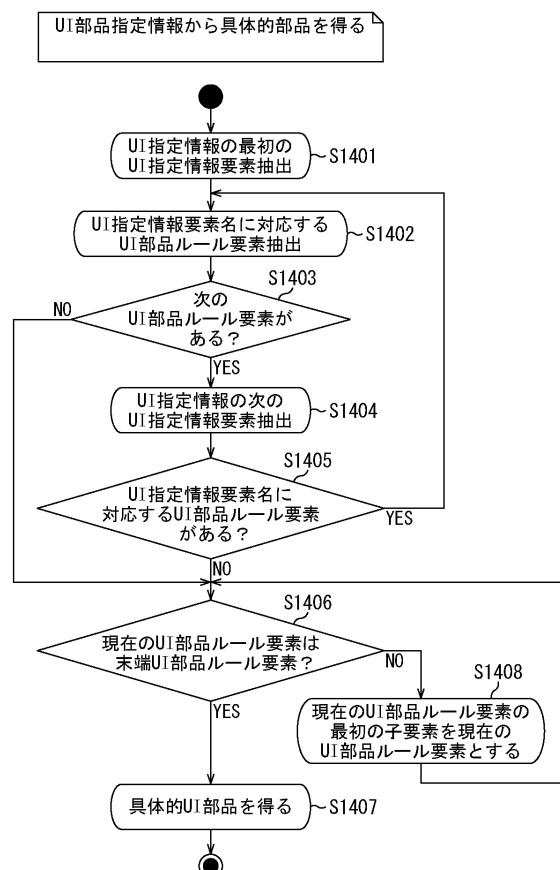 UI部品指定情報から具体的部品を得る
UI指定情報の最初の
UI指定情報要素抽出
S1401
UI指定情報要素名に対応する
UI部品ルール要素抽出
S1402
S1403
次の
UI部品ルール要素が
ある？
NO
YES
UI指定情報の次の
UI指定情報要素抽出
S1404
S1405
UI指定情報要素名に
対応するUI部品ルール要素
がある？
YES
NO
S1406
現在のUI部品ルール要素は
末端UI部品ルール要素？
NO
YES
S1408
現在のUI部品ルール要素の
最初の子要素を現在の
UI部品ルール要素とする
具体的UI部品を得る
S1407